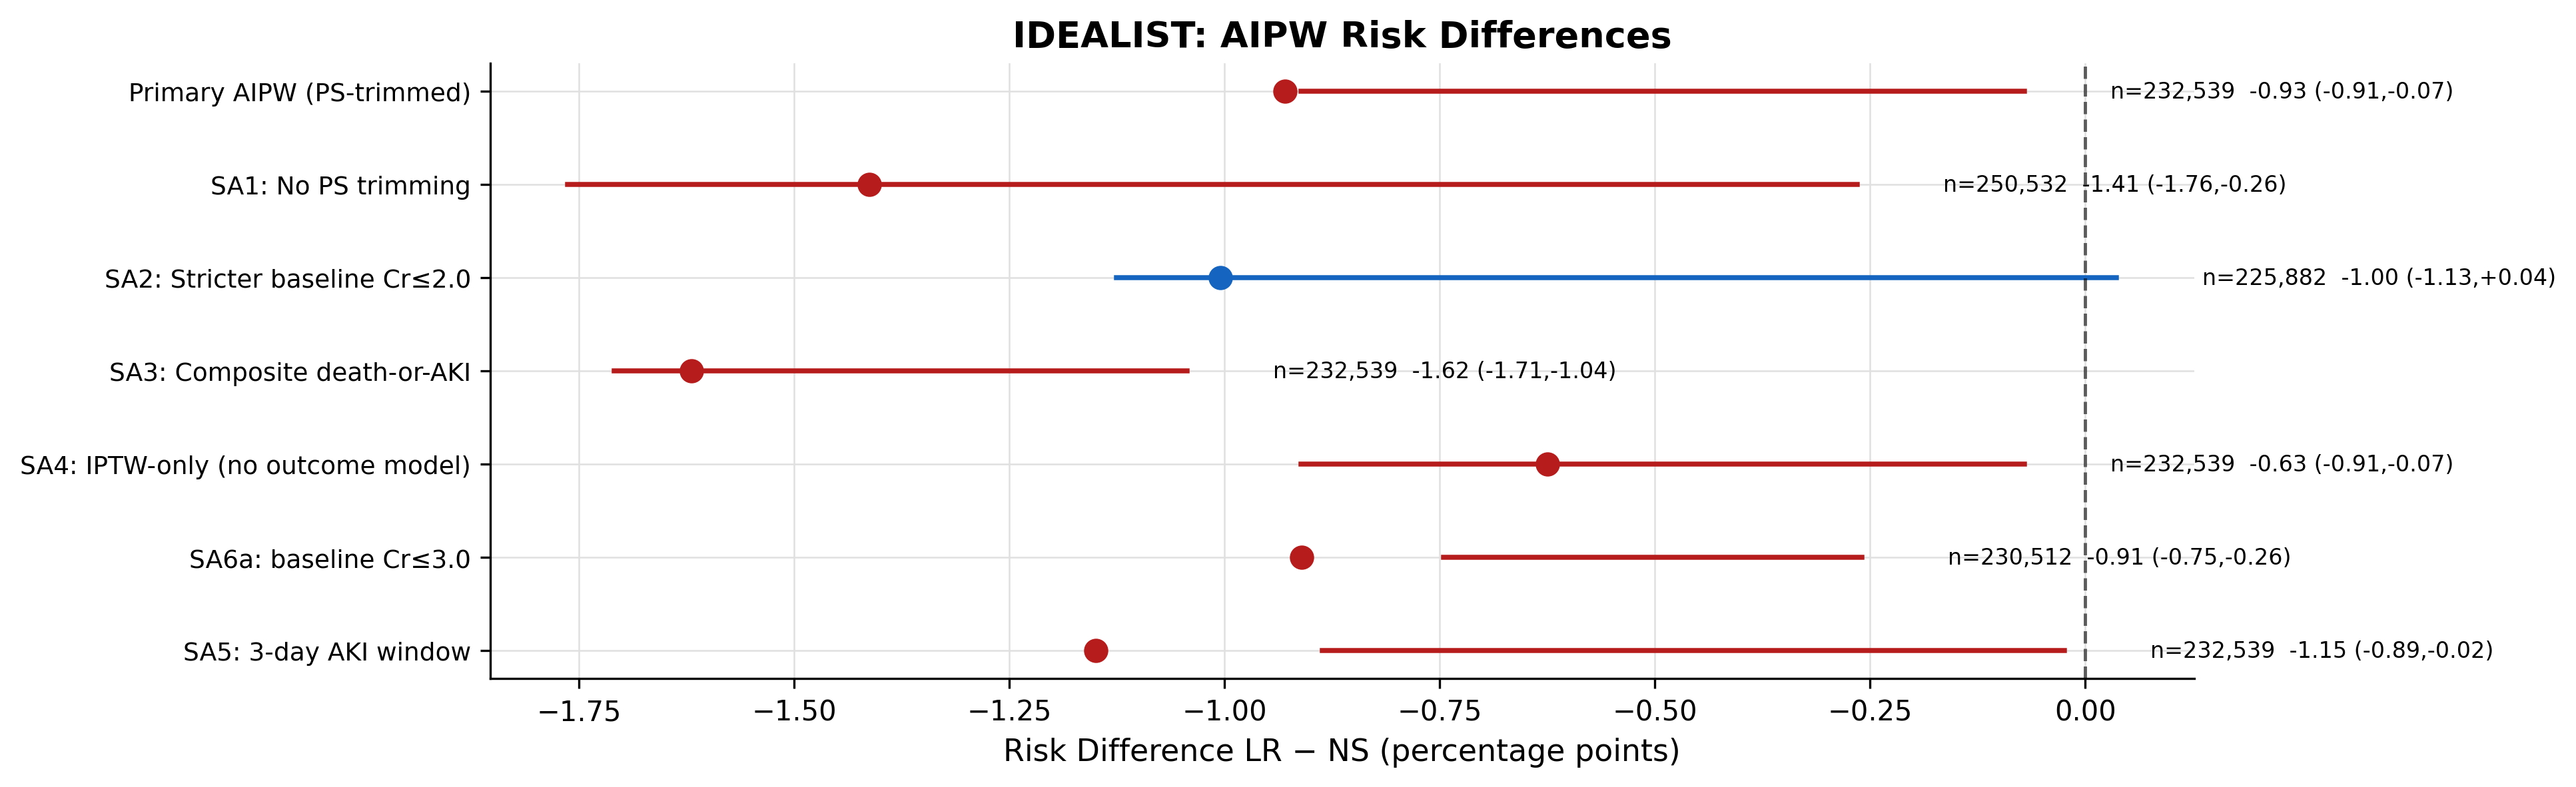 IDEALIST: AIPW Risk Differences
Primary AIPW (PS-trimmed) n=232,539 -0.93 (-0.91,-0.07)
SA1: No PS trimming n=250,532 -1.41 (-1.76,-0.26)
SA2: Stricter baseline Cr≤2.0 n=225,882 -1.00 (-1.13,+0.04)
SA3: Composite death-or-AKI n=232,539 -1.62 (-1.71,-1.04)
SA4: IPTW-only (no outcome model) n=232,539 -0.63 (-0.91,-0.07)
SA6a: baseline Cr≤3.0 n=230,512 -0.91 (-0.75,-0.26)
SA5: 3-day AKI window n=232,539 -1.15 (-0.89,-0.02)
−1.75 −1.50 −1.25 −1.00 −0.75 −0.50 −0.25 0.00
Risk Difference LR − NS (percentage points)